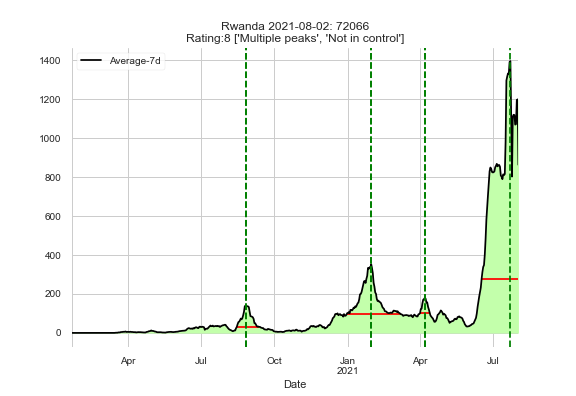 Rwanda 2021-08-02: 72066
Rating:8 ['Multiple peaks', 'Not in control']
Average-7d
1400
1200
1000
800
600
400
200
0
Apr Jul Oct Jan Apr Jul
2021
Date